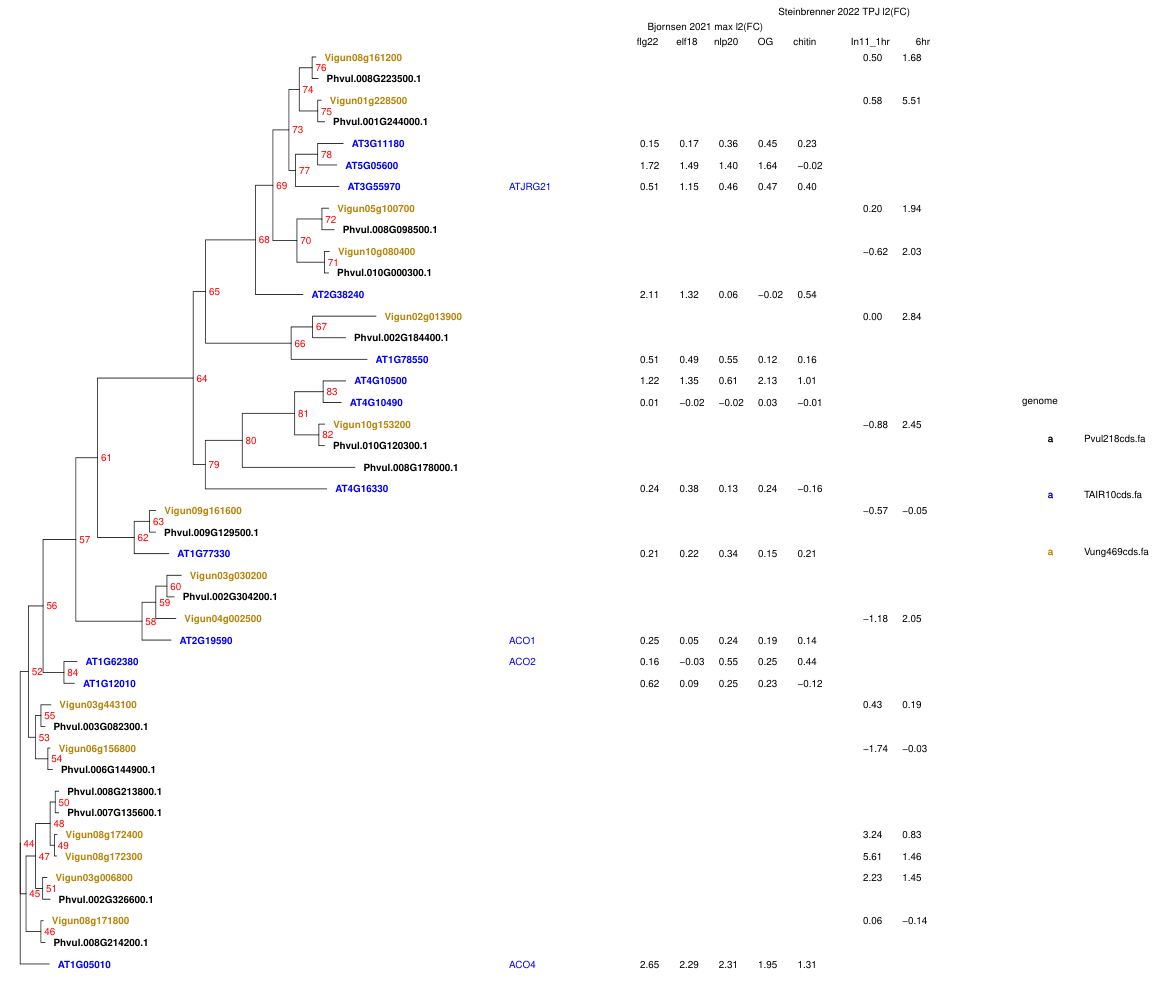 Steinbrenner 2022 TPJ l2(FC)
Bjornsen 2021 max l2(FC)
flg22 elf18 nlp20 OG chitin In11_1hr 6hr
Vigun08g161200 0.50 1.68
76
Phvul.008G223500.1
74
Vigun01g228500 0.58 5.51
75
Phvul.001G244000.1
73
AT3G11180 0.15 0.17 0.36 0.45 0.23
78
AT5G05600 1.72 1.49 1.40 1.64 −0.02
77
69 AT3G55970 ATJRG21 0.51 1.15 0.46 0.47 0.40
Vigun05g100700 0.20 1.94
72
Phvul.008G098500.1
68 70
Vigun10g080400 −0.62 2.03
71
Phvul.010G000300.1
65
AT2G38240 2.11 1.32 0.06 −0.02 0.54
Vigun02g013900 0.00 2.84
67
Phvul.002G184400.1
66
AT1G78550 0.51 0.49 0.55 0.12 0.16
64
AT4G10500 1.22 1.35 0.61 2.13 1.01
83
AT4G10490 0.01 −0.02 −0.02 0.03 −0.01 genome
81
Vigun10g153200 −0.88 2.45
82
80 a Pvul218cds.fa
Phvul.010G120300.1
61 79
Phvul.008G178000.1
AT4G16330 0.24 0.38 0.13 0.24 −0.16
a TAIR10cds.fa
Vigun09g161600 −0.57 −0.05
63
Phvul.009G129500.1
57 62
AT1G77330 0.21 0.22 0.34 0.15 0.21 a Vung469cds.fa
Vigun03g030200
60
Phvul.002G304200.1
56 59
Vigun04g002500 −1.18 2.05
58
AT2G19590 ACO1 0.25 0.05 0.24 0.19 0.14
AT1G62380 ACO2 0.16 −0.03 0.55 0.25 0.44
52 84
AT1G12010 0.62 0.09 0.25 0.23 −0.12
Vigun03g443100 0.43 0.19
55
Phvul.003G082300.1
53
Vigun06g156800 −1.74 −0.03
54
Phvul.006G144900.1
Phvul.008G213800.1
50
Phvul.007G135600.1
48
Vigun08g172400 3.24 0.83
44 49
47 Vigun08g172300 5.61 1.46
Vigun03g006800 2.23 1.45
45 51
Phvul.002G326600.1
Vigun08g171800 0.06 −0.14
46
Phvul.008G214200.1
AT1G05010 ACO4 2.65 2.29 2.31 1.95 1.31